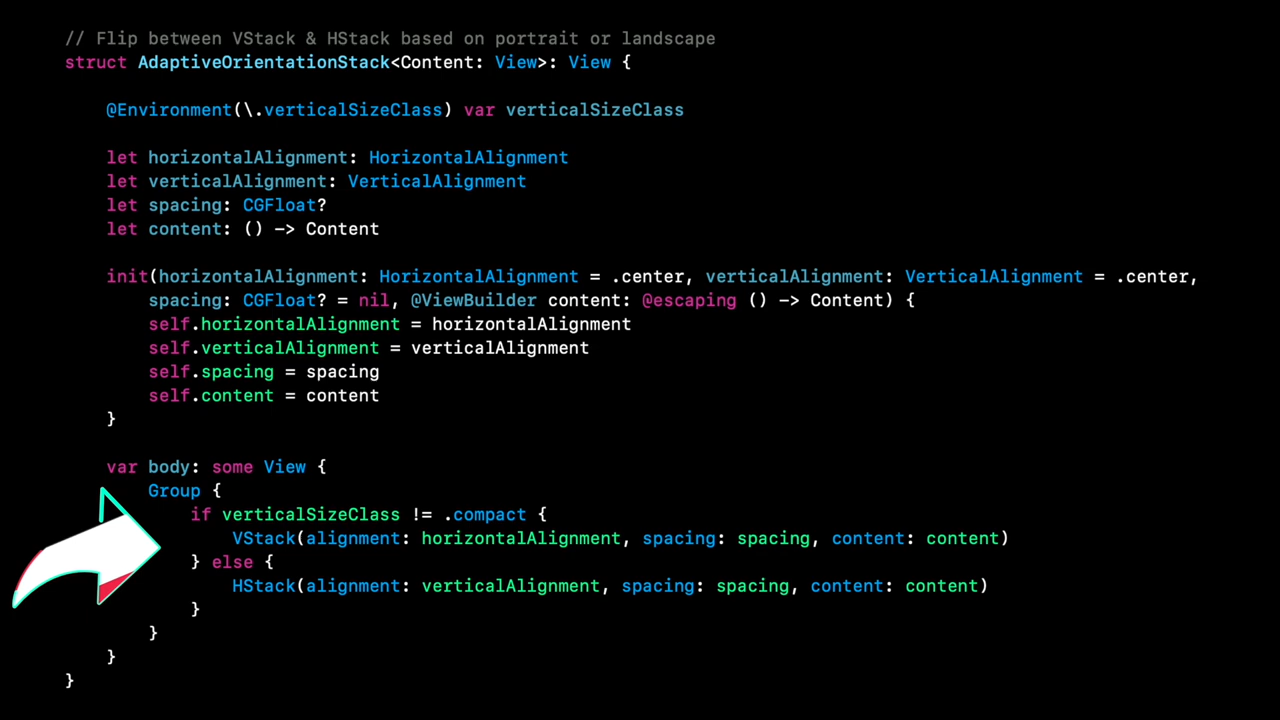 // Flip between VStack & HStack based on portrait or landscape
struct AdaptiveOrientationStack<Content: View>: View {
@Environment(\.verticalSizeClass) var verticalSizeClass
let horizontalAlignment: HorizontalAlignment
let verticalAlignment: VerticalAlignment
let spacing: CGFloat?
let content: () -> Content
init(horizontalAlignment: HorizontalAlignment = .center, verticalAlignment: VerticalAlignment = .center,
spacing: CGFloat? = nil, @ViewBuilder content: @escaping () -> Content) {
self.horizontalAlignment = horizontalAlignment
self.verticalAlignment = verticalAlignment
self.spacing = spacing
self.content = content
}
var body: some View {
Group {
if verticalSizeClass != .compact {
VStack(alignment: horizontalAlignment, spacing: spacing, content: content)
} else {
HStack(alignment: verticalAlignment, spacing: spacing, content: content)
}
}
}
}